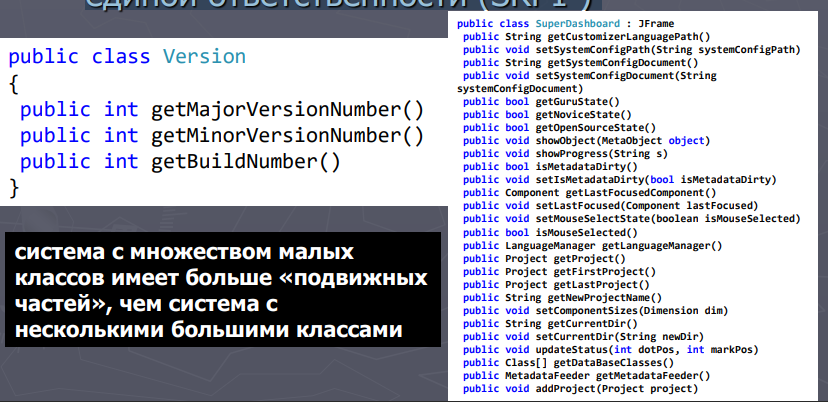 единой ответственности (SRP1")
public class Version
{
public int getMajorVersionNumber()
public int getMinorVersionNumber()
public int getBuildNumber()
}
система с множеством малых
классов имеет больше «подвижных
частей», чем система с
несколькими большими классами
public class SuperDashboard : JFrame
public String getCustomizerLanguagePath()
public void setSystemConfigPath(String systemConfigPath)
public String getSystemConfigDocument()
public void setSystemConfigDocument(String
systemConfigDocument)
public bool getGuruState()
public bool getNoviceState()
public bool getOpenSourceState()
public void showObject(MetaObject object)
public void showProgress(String s)
public bool isMetadataDirty()
public void setIsMetadataDirty(bool isMetadataDirty)
public Component getLastFocusedComponent()
public void setLastFocused(Component lastFocused)
public void setMouseSelectState(boolean isMouseSelected)
public bool isMouseSelected()
public LanguageManager getLanguageManager()
public Project getProject()
public Project getFirstProject()
public Project getLastProject()
public String getNewProjectName()
public void setComponentSizes(Dimension dim)
public String getCurrentDir()
public void setCurrentDir(String newDir)
public void updateStatus(int dotPos, int markPos)
public Class[] getDataBaseClasses()
public MetadataFeeder getMetadataFeeder()
public void addProject(Project project)